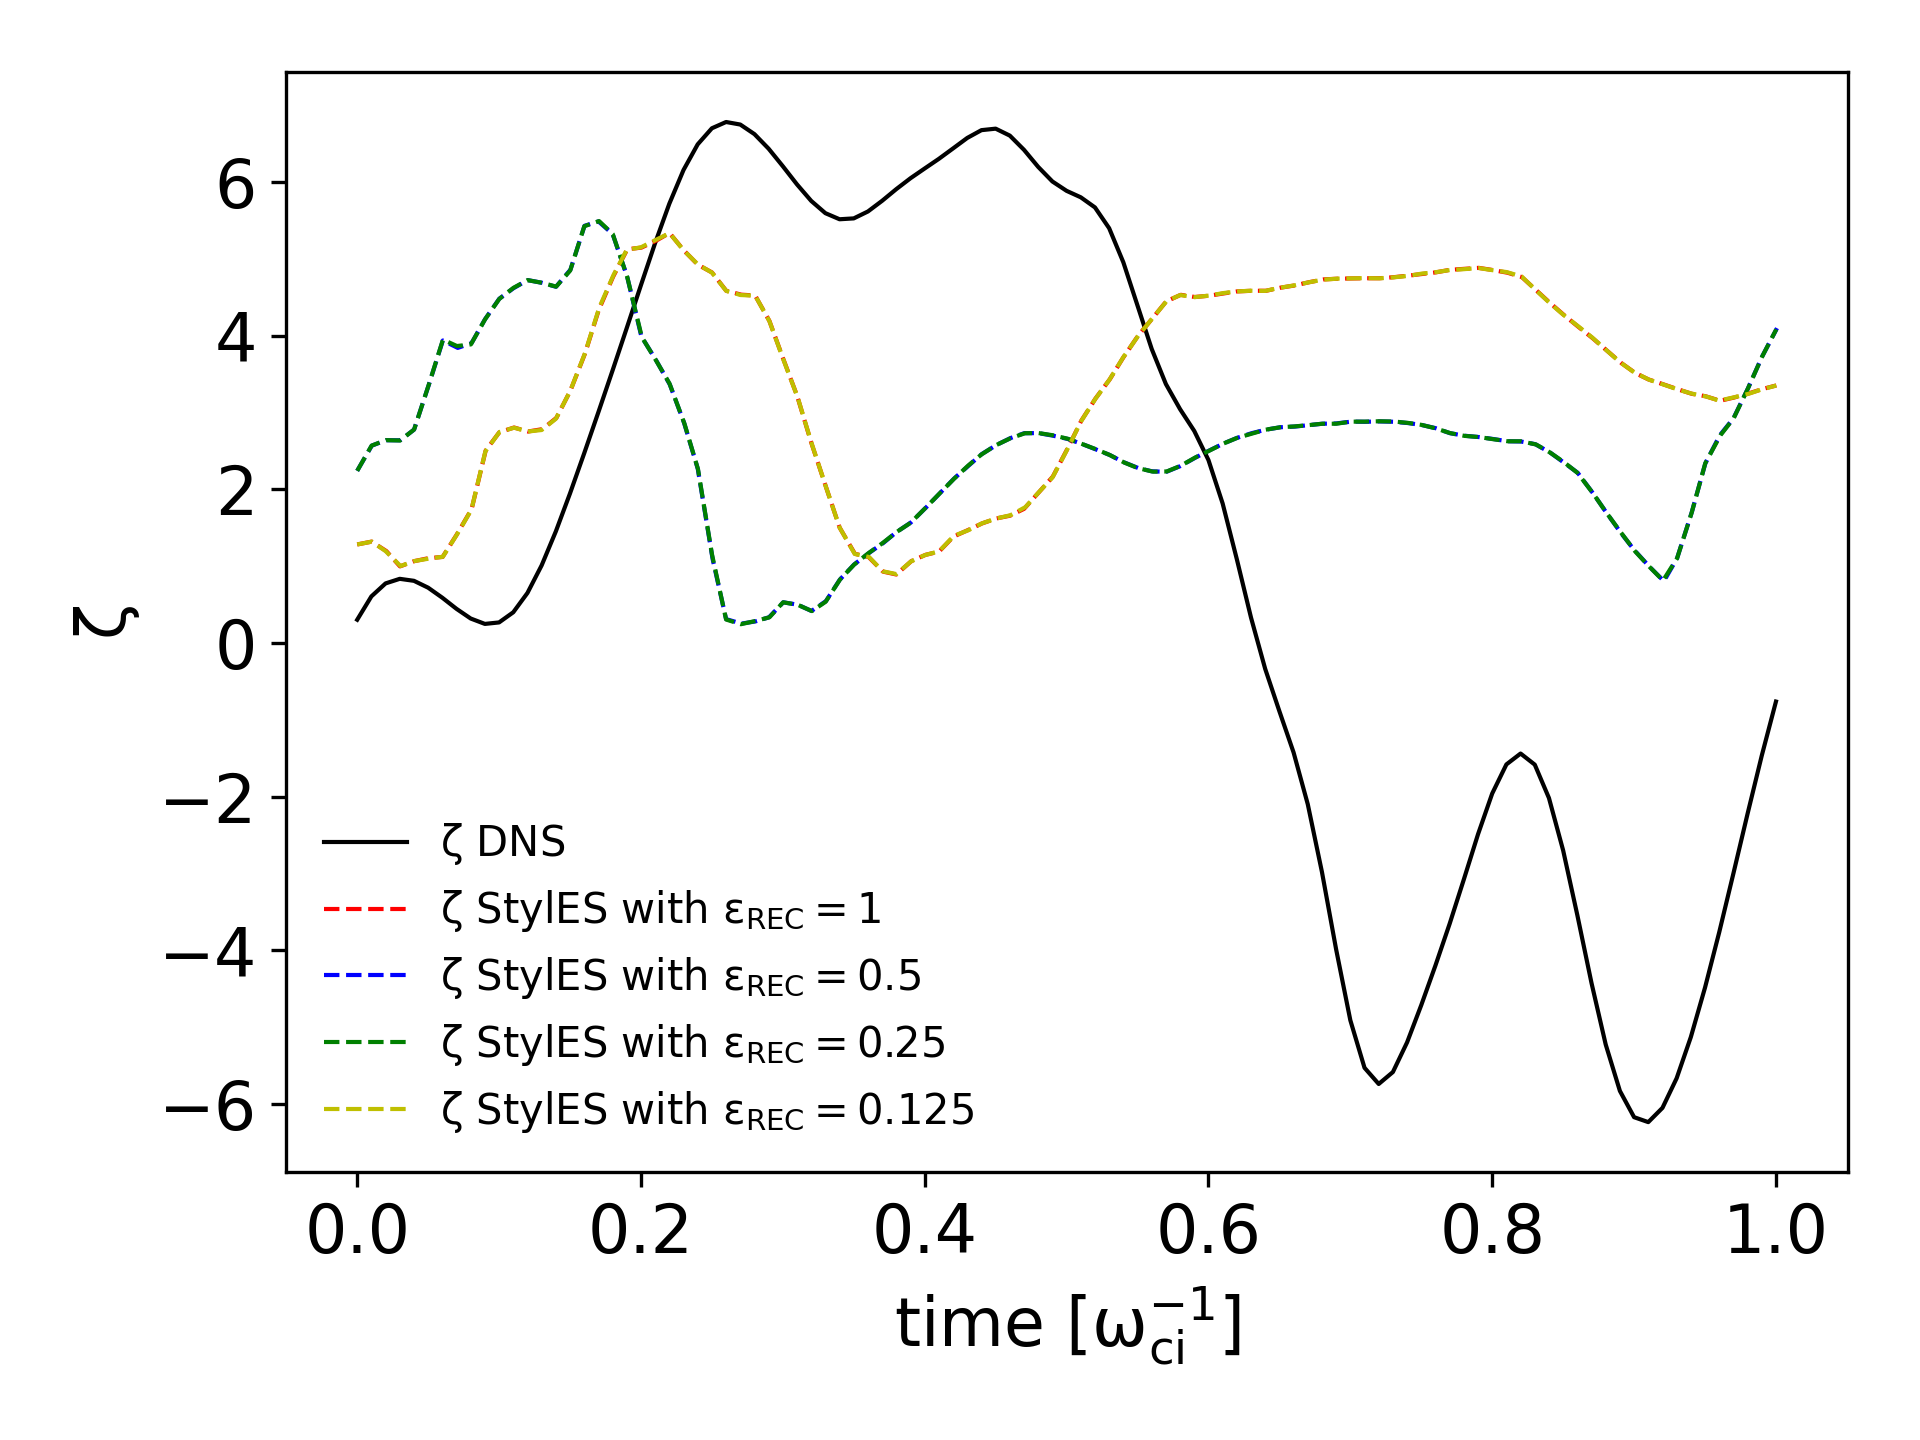 6
4
2
0
−2
−4
−6
ζ
ζ DNS
ζ StylES with ε_REC = 1
ζ StylES with ε_REC = 0.5
ζ StylES with ε_REC = 0.25
ζ StylES with ε_REC = 0.125
0.0 0.2 0.4 0.6 0.8 1.0
time [ω_ci^−1]